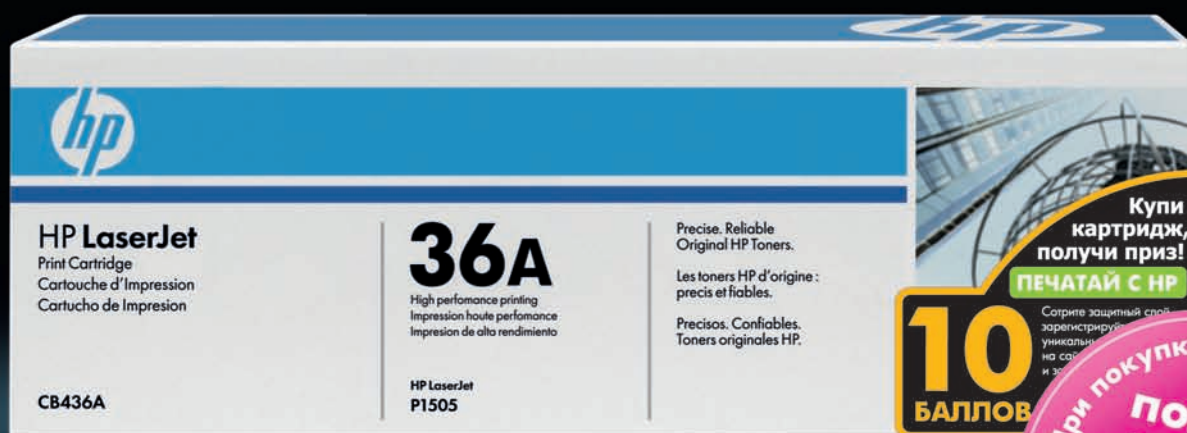 hp
hp
HP LaserJet
Print Cartridge
Cartouche d'Impression
Cartucho de Impresion
CB436A
36A
High perfomance printing
Impression houte perfomance
Impresion de alta rendimiento
HP LaserJet
P1505
Precise. Reliable
Original HP Toners.
Les toners HP d'origine :
precis et fiables.
Precisos. Confiables.
Toners originales HP.
Купи
картридж,
получи приз!
ПЕЧАТАЙ С HP
10
БАЛЛОВ
Сотрите защитный слой
на